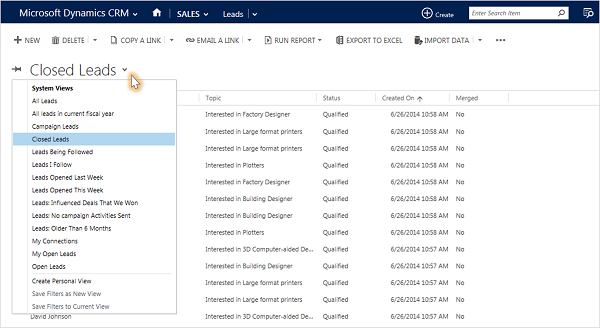 Microsoft Dynamics CRM SALES Leads Create Enter Search Item
NEW DELETE COPY A LINK EMAIL A LINK RUN REPORT EXPORT TO EXCEL IMPORT DATA
Closed Leads
System Views
All Leads
All leads in current fiscal year
Campaign Leads
Closed Leads
Leads Being Followed
Leads I Follow
Leads Opened Last Week
Leads Opened This Week
Leads: Influenced Deals That We Won
Leads: No campaign Activities Sent
Leads: Older Than 6 Months
My Connections
My Open Leads
Open Leads
Create Personal View
Save Filters as New View
Save Filters to Current View
Topic Status Created On Merged
Interested in Factory Designer Qualified 6/26/2014 10:58 AM No
Interested in Large format printers Qualified 6/26/2014 10:58 AM No
Interested in Large format printers Qualified 6/26/2014 10:58 AM No
Interested in Plotters Qualified 6/26/2014 10:58 AM No
Interested in Factory Designer Qualified 6/26/2014 10:58 AM No
Interested in Building Designer Qualified 6/26/2014 10:58 AM No
Interested in Building Designer Qualified 6/26/2014 10:58 AM No
Interested in Plotters Qualified 6/26/2014 10:58 AM No
Interested in 3D Computer-aided De... Qualified 6/26/2014 10:57 AM No
Interested in Building Designer Qualified 6/26/2014 10:57 AM No
Interested in Large format printers Qualified 6/26/2014 10:57 AM No
Interested in Large format printers Qualified 6/26/2014 10:57 AM No
David Johnson Interested in 3D Computer-aided De... Qualified 6/26/2014 10:57 AM No